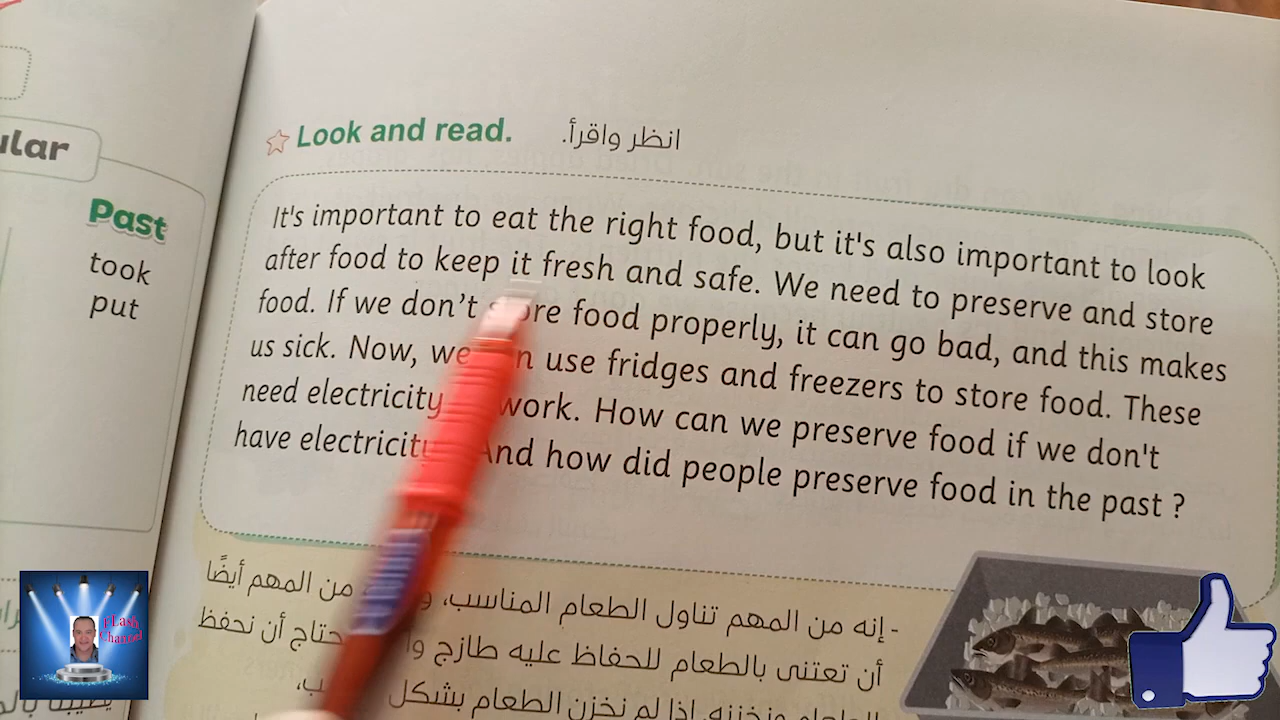 ular
Past
took
put
Look and read.
انظر واقرأ.
It's important to eat the right food, but it's also important to look
after food to keep it fresh and safe. We need to preserve and store
food. If we don't store food properly, it can go bad, and this makes
us sick. Now, we use fridges and freezers to store food. These
need electricity work. How can we preserve food if we don't
have electricity And how did people preserve food in the past ?
- إنه من المهم تناول الطعام المناسب، من المهم أيضًا
أن تعتنى بالطعام للحفاظ عليه طازج أن نحفظ
إذا لم نخزن الطعام بشكل
FLash
Channel